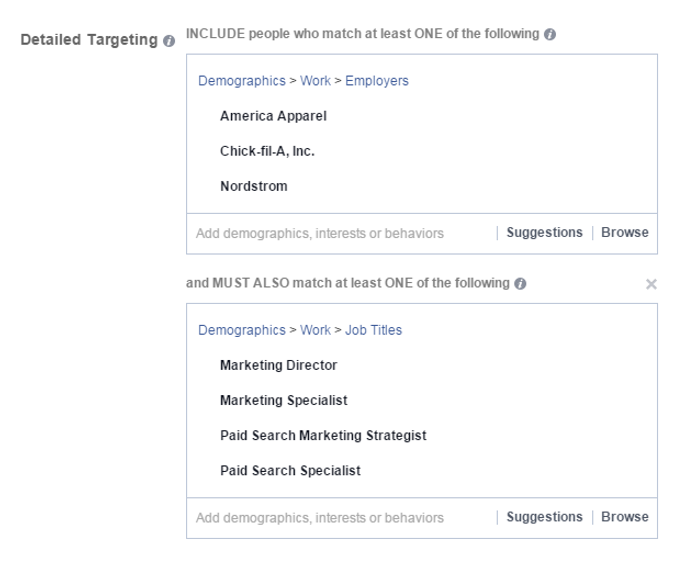 Detailed Targeting
INCLUDE people who match at least ONE of the following
Demographics > Work > Employers
America Apparel
Chick-fil-A, Inc.
Nordstrom
Add demographics, interests or behaviors | Suggestions | Browse
and MUST ALSO match at least ONE of the following
Demographics > Work > Job Titles
Marketing Director
Marketing Specialist
Paid Search Marketing Strategist
Paid Search Specialist
Add demographics, interests or behaviors | Suggestions | Browse